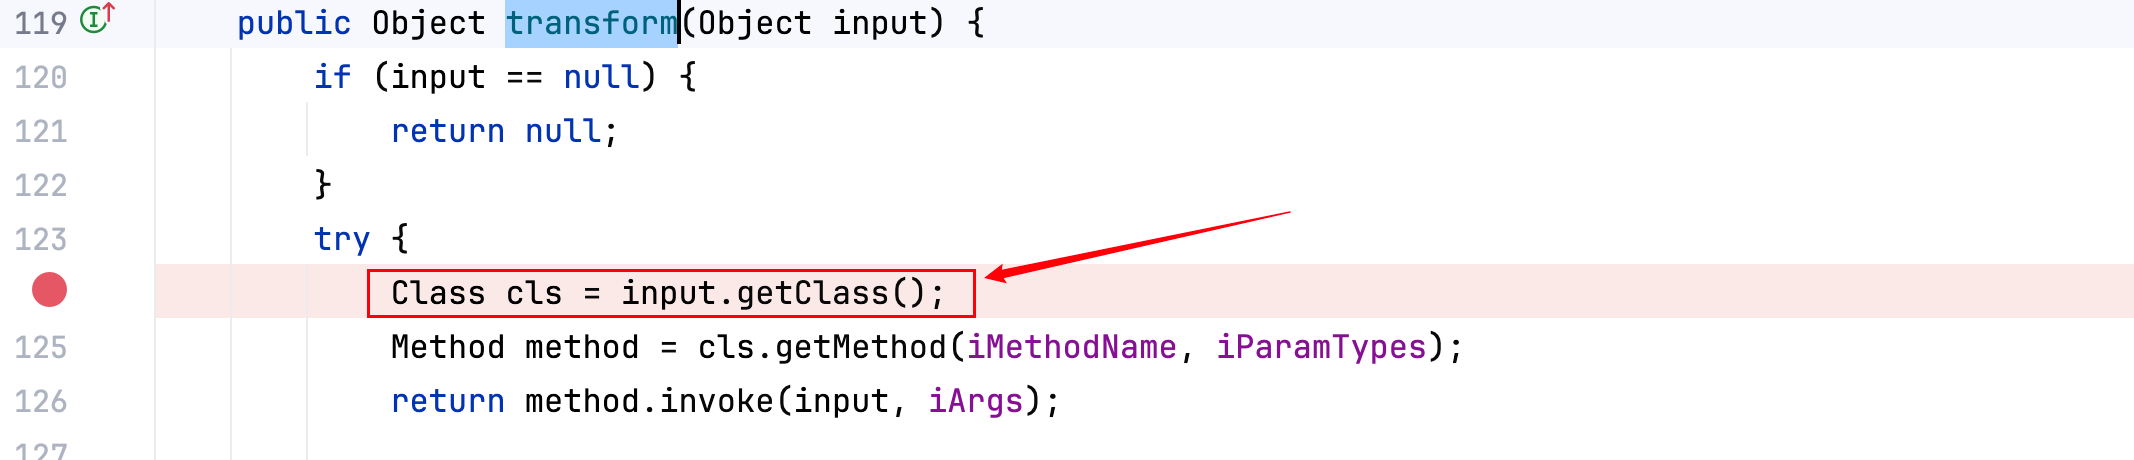 119 public Object transform(Object input) {
120 if (input == null) {
121 return null;
122 }
123 try {
Class cls = input.getClass();
125 Method method = cls.getMethod(iMethodName, iParamTypes);
126 return method.invoke(input, iArgs);
127